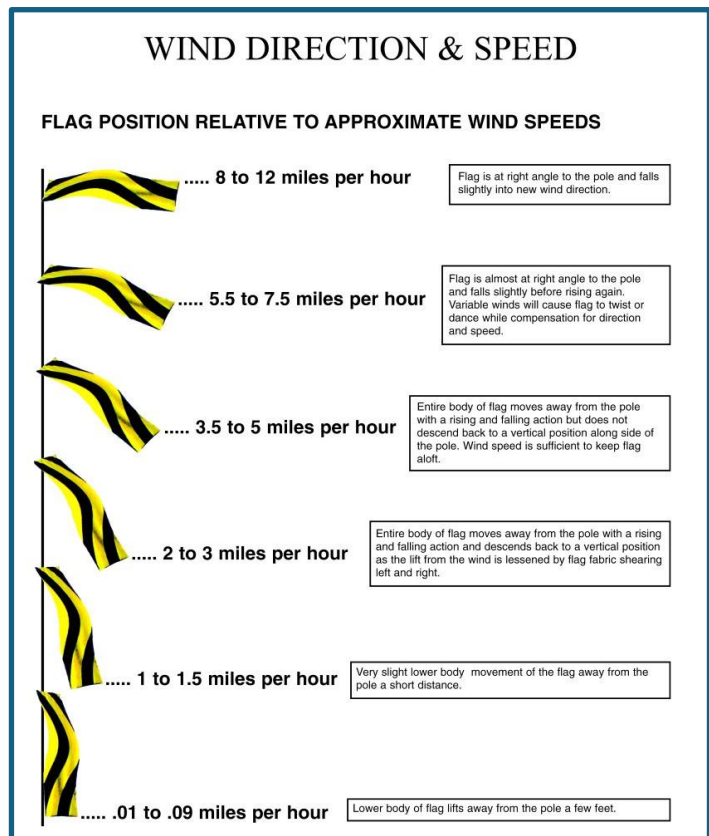 WIND DIRECTION & SPEED
FLAG POSITION RELATIVE TO APPROXIMATE WIND SPEEDS
..... 8 to 12 miles per hour
Flag is at right angle to the pole and falls
slightly into new wind direction.
..... 5.5 to 7.5 miles per hour
Flag is almost at right angle to the pole
and falls slightly before rising again.
Variable winds will cause flag to twist or
dance while compensation for direction
and speed.
..... 3.5 to 5 miles per hour
Entire body of flag moves away from the pole
with a rising and falling action but does not
descend back to a vertical position along side of
the pole. Wind speed is sufficient to keep flag
aloft.
..... 2 to 3 miles per hour
Entire body of flag moves away from the pole with a rising
and falling action and descends back to a vertical position
as the lift from the wind is lessened by flag fabric shearing
left and right.
..... 1 to 1.5 miles per hour
Very slight lower body movement of the flag away from the
pole a short distance.
..... .01 to .09 miles per hour
Lower body of flag lifts away from the pole a few feet.